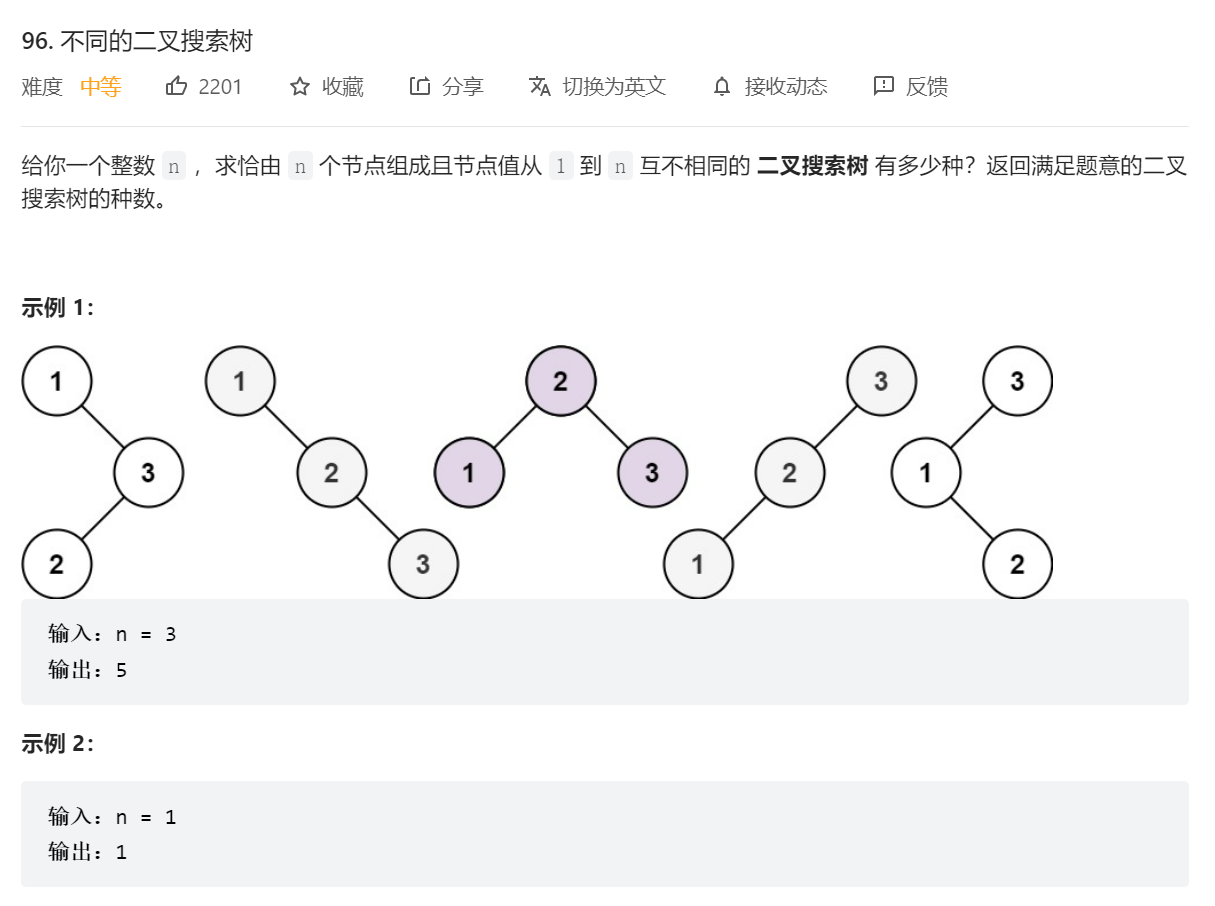 96. 不同的二叉搜索树
难度 中等 2201 收藏 分享 切换为英文 接收动态 反馈
给你一个整数 n ，求恰由 n 个节点组成且节点值从 1 到 n 互不相同的 二叉搜索树 有多少种？返回满足题意的二叉
搜索树的种数。
示例 1：
1 1 2 3 3
3 2 1 3 2 1
2 3 1 2
输入：n = 3
输出：5
示例 2：
输入：n = 1
输出：1